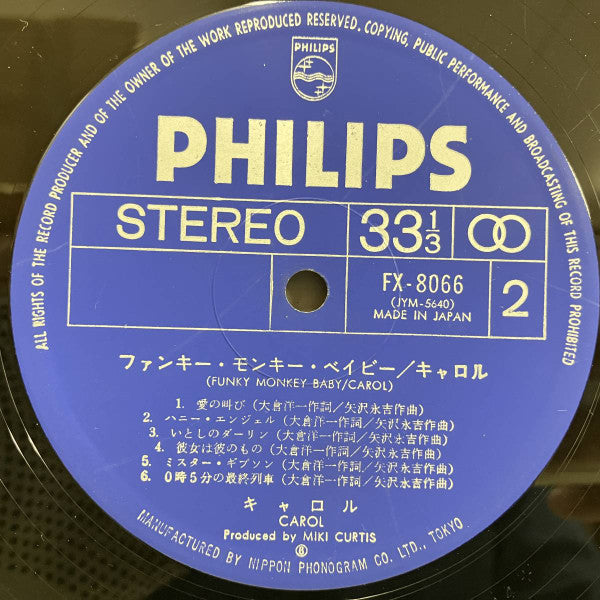 ALL RIGHTS OF THE RECORD PRODUCER AND OF THE OWNER OF THE WORK REPRODUCED RESERVED. COPYING, PUBLIC PERFORMANCE AND BROADCASTING OF THIS RECORD PROHIBITED
PHILIPS
PHILIPS
STEREO
33 1/3
FX-8066
(JYM-5640)
MADE IN JAPAN
2
ファンキー・モンキー・ベイビー/キャロル
(FUNKY MONKEY BABY/CAROL)
1. 愛の叫び (大倉洋一作詞/矢沢永吉作曲)
2. ハニー・エンジェル (大倉洋一作詞/矢沢永吉作曲)
3. いとしのダーリン (大倉洋一作詞/矢沢永吉作曲)
4. 彼女は彼のもの (大倉洋一作詞/矢沢永吉作曲)
5. ミスター・ギブソン (大倉洋一作詞/矢沢永吉作曲)
6. 0時5分の最終列車 (大倉洋一作詞/矢沢永吉作曲)
キャロル
CAROL
Produced by MIKI CURTIS
Ⓡ
MANUFACTURED BY NIPPON PHONOGRAM CO. LTD., TOKYO